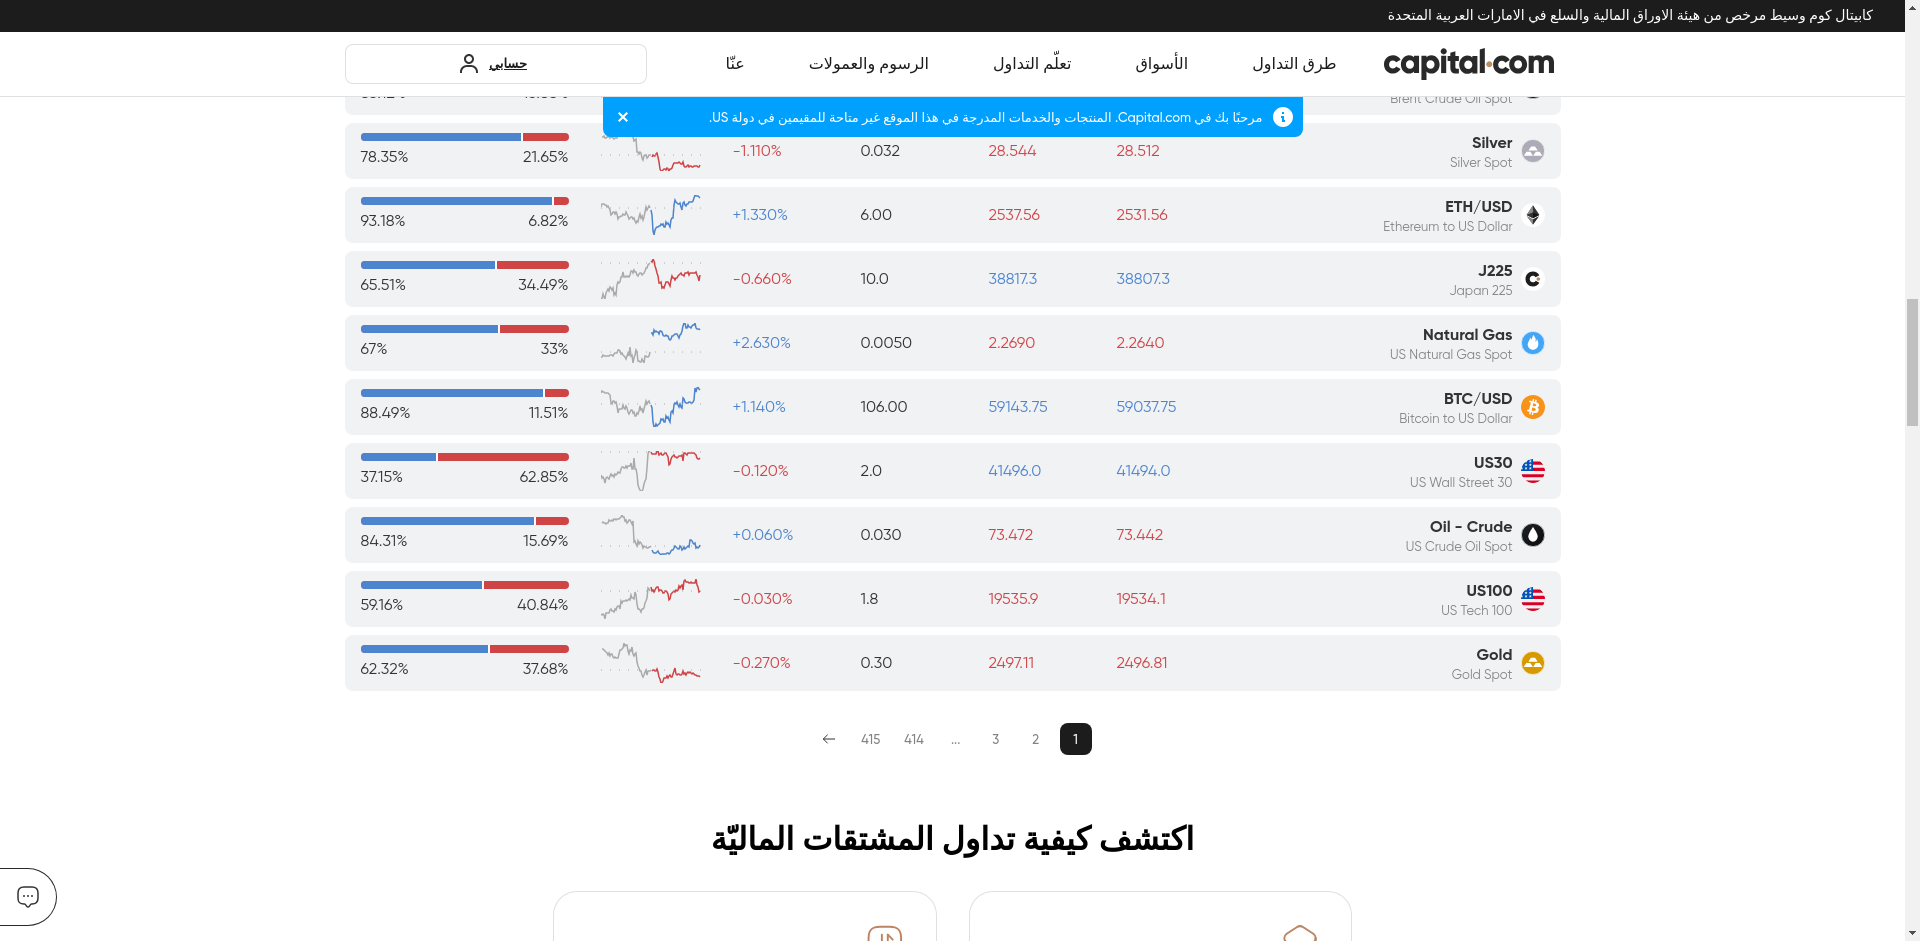 كابيتال كوم وسيط مرخص من هيئة الاوراق المالية والسلع في الامارات العربية المتحدة
capital.com
طرق التداول
الأسواق
تعلّم التداول
الرسوم والعمولات
عنّا
حسابي
مرحبًا بك في Capital.com. المنتجات والخدمات المدرجة في هذا الموقع غير متاحة للمقيمين في دولة US.
Brent Crude Oil Spot
Silver
Silver Spot
28.512
28.544
0.032
-1.110%
21.65%
78.35%
ETH/USD
Ethereum to US Dollar
2531.56
2537.56
6.00
+1.330%
6.82%
93.18%
J225
Japan 225
38807.3
38817.3
10.0
-0.660%
34.49%
65.51%
Natural Gas
US Natural Gas Spot
2.2640
2.2690
0.0050
+2.630%
33%
67%
BTC/USD
Bitcoin to US Dollar
59037.75
59143.75
106.00
+1.140%
11.51%
88.49%
US30
US Wall Street 30
41494.0
41496.0
2.0
-0.120%
62.85%
37.15%
Oil - Crude
US Crude Oil Spot
73.442
73.472
0.030
+0.060%
15.69%
84.31%
US100
US Tech 100
19534.1
19535.9
1.8
-0.030%
40.84%
59.16%
Gold
Gold Spot
2496.81
2497.11
0.30
-0.270%
37.68%
62.32%
1
2
3
...
414
415
اكتشف كيفية تداول المشتقات الماليّة